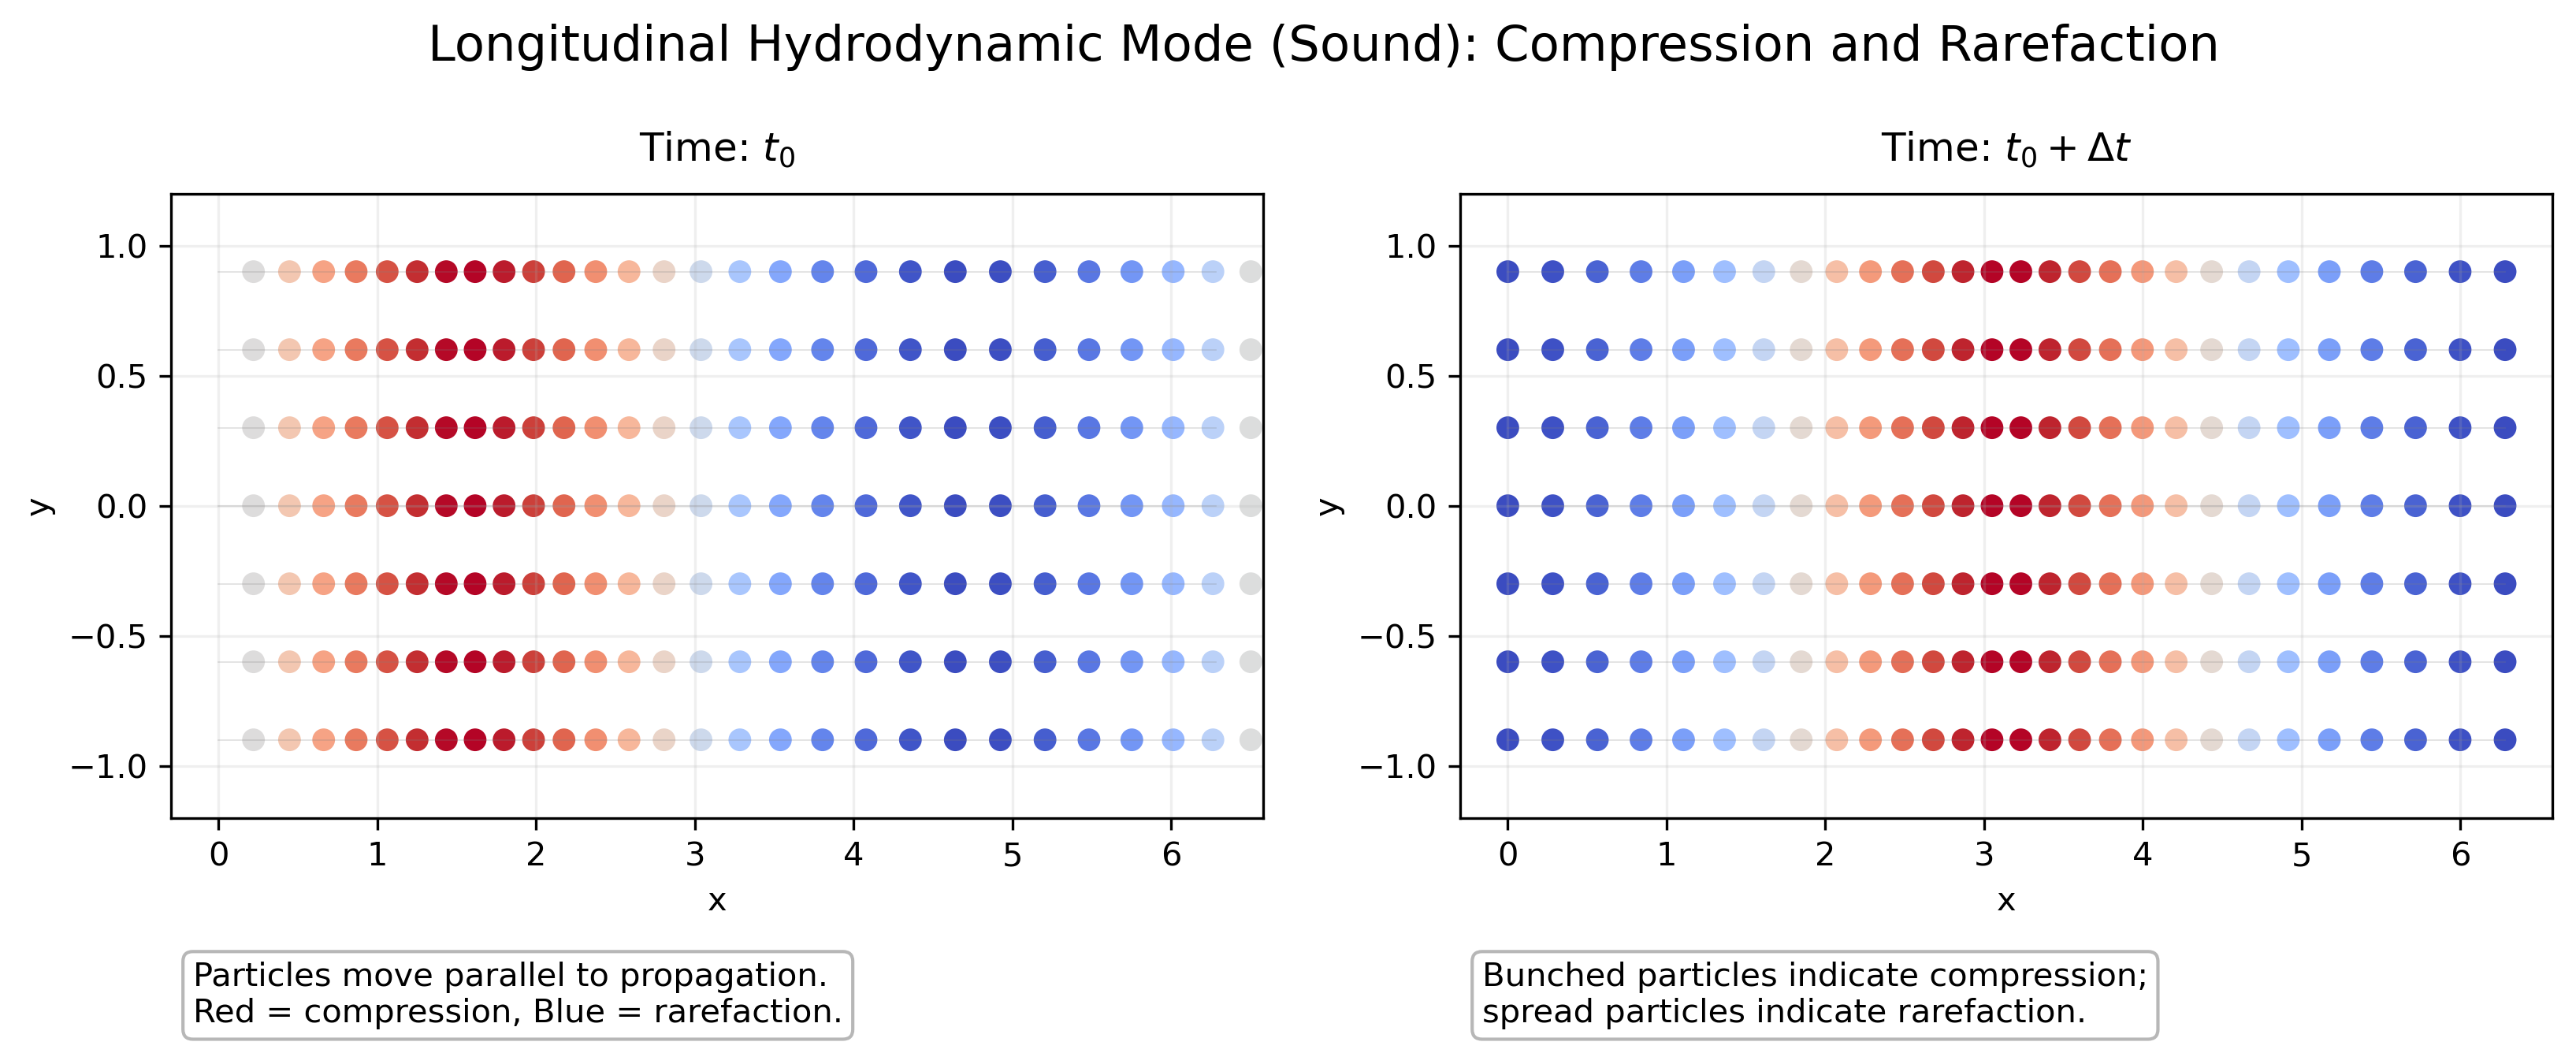 Longitudinal Hydrodynamic Mode (Sound): Compression and Rarefaction
Time: t₀
1.0
0.5
0.0
−0.5
−1.0
y
0 1 2 3 4 5 6
x
Particles move parallel to propagation.
Red = compression, Blue = rarefaction.
Time: t₀ + Δt
1.0
0.5
0.0
−0.5
−1.0
y
0 1 2 3 4 5 6
x
Bunched particles indicate compression;
spread particles indicate rarefaction.